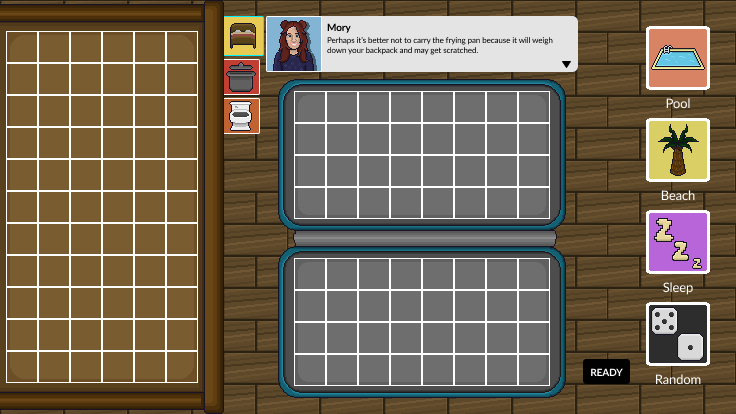 Mory
Perhaps it's better not to carry the frying pan because it will weigh
down your backpack and may get scratched.
Pool
Beach
Sleep
READY
Random